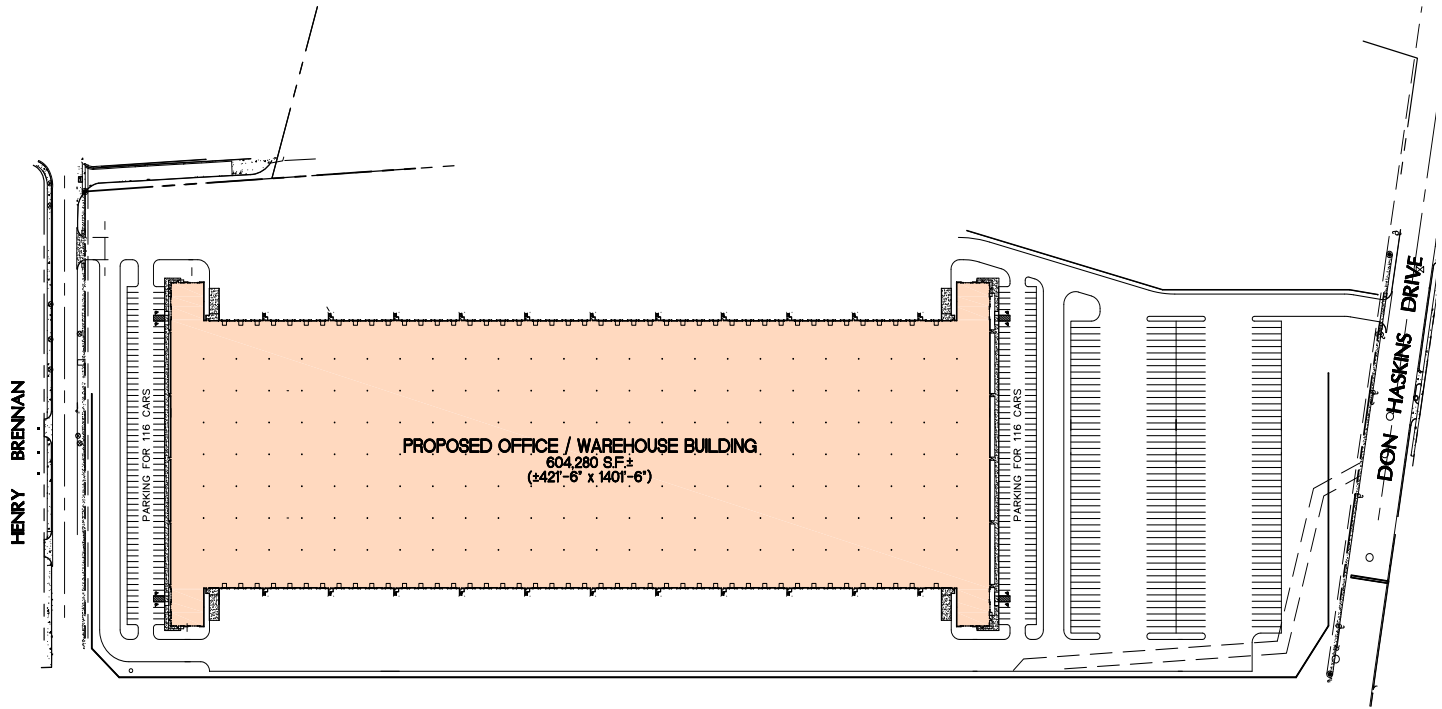 HENRY BRENNAN
PARKING FOR 116 CARS
PROPOSED OFFICE / WAREHOUSE BUILDING
604,280 S.F.±
(±421'-6" x 1401'-6")
PARKING FOR 116 CARS
DON HASKINS DRIVE